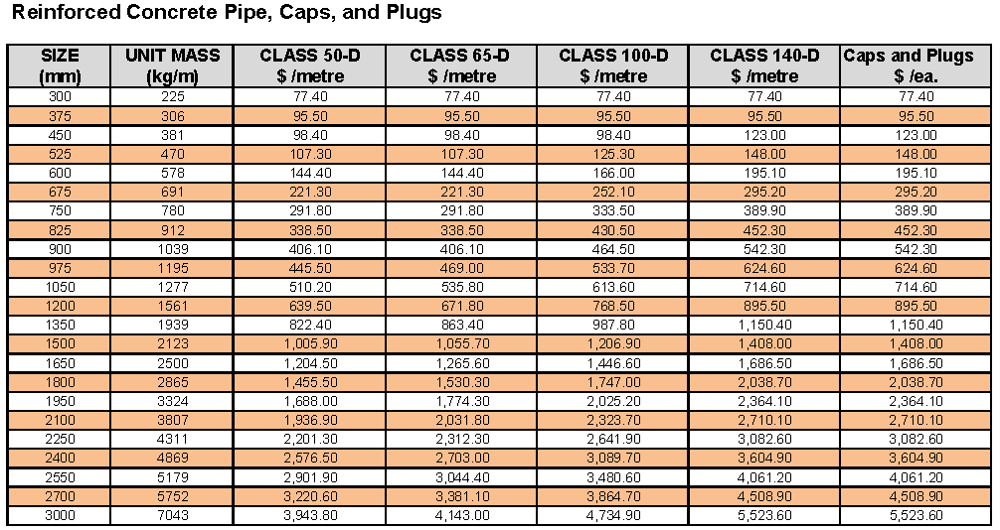 Reinforced Concrete Pipe, Caps, and Plugs
SIZE UNIT MASS CLASS 50-D CLASS 65-D CLASS 100-D CLASS 140-D Caps and Plugs
(mm) (kg/m) $ /metre $ /metre $ /metre $ /metre $ /ea.
300 225 77.40 77.40 77.40 77.40 77.40
375 306 95.50 95.50 95.50 95.50 95.50
450 381 98.40 98.40 98.40 123.00 123.00
525 470 107.30 107.30 125.30 148.00 148.00
600 578 144.40 144.40 166.00 195.10 195.10
675 691 221.30 221.30 252.10 295.20 295.20
750 780 291.80 291.80 333.50 389.90 389.90
825 912 338.50 338.50 430.50 452.30 452.30
900 1039 406.10 406.10 464.50 542.30 542.30
975 1195 445.50 469.00 533.70 624.60 624.60
1050 1277 510.20 535.80 613.60 714.60 714.60
1200 1561 639.50 671.80 768.50 895.50 895.50
1350 1939 822.40 863.40 987.80 1,150.40 1,150.40
1500 2123 1,005.90 1,055.70 1,206.90 1,408.00 1,408.00
1650 2500 1,204.50 1,265.60 1,446.60 1,686.50 1,686.50
1800 2865 1,455.50 1,530.30 1,747.00 2,038.70 2,038.70
1950 3324 1,688.00 1,774.30 2,025.20 2,364.10 2,364.10
2100 3807 1,936.90 2,031.80 2,323.70 2,710.10 2,710.10
2250 4311 2,201.30 2,312.30 2,641.90 3,082.60 3,082.60
2400 4869 2,576.50 2,703.00 3,089.70 3,604.90 3,604.90
2550 5179 2,901.90 3,044.40 3,480.60 4,061.20 4,061.20
2700 5752 3,220.60 3,381.10 3,864.70 4,508.90 4,508.90
3000 7043 3,943.80 4,143.00 4,734.90 5,523.60 5,523.60